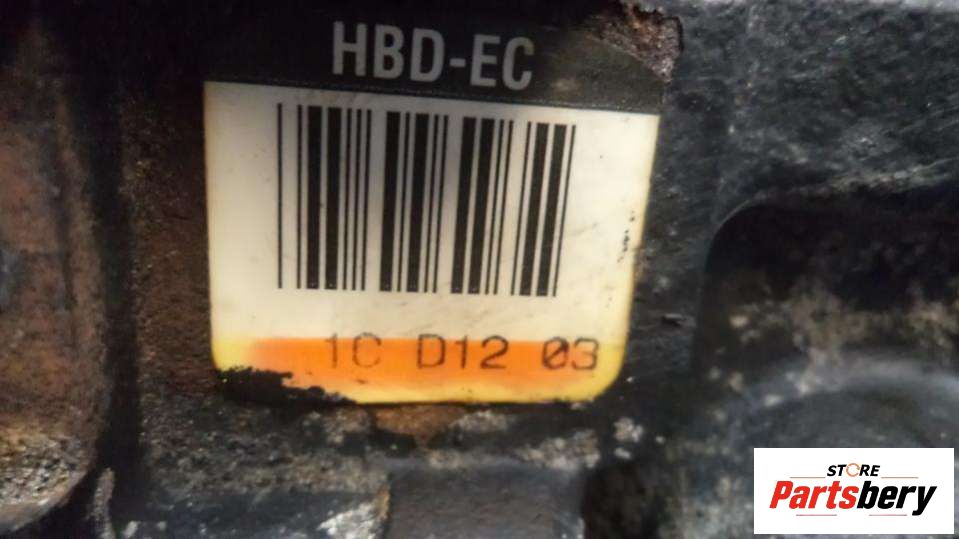 HBD-EC
1C D12 03
STORE
Partsbery